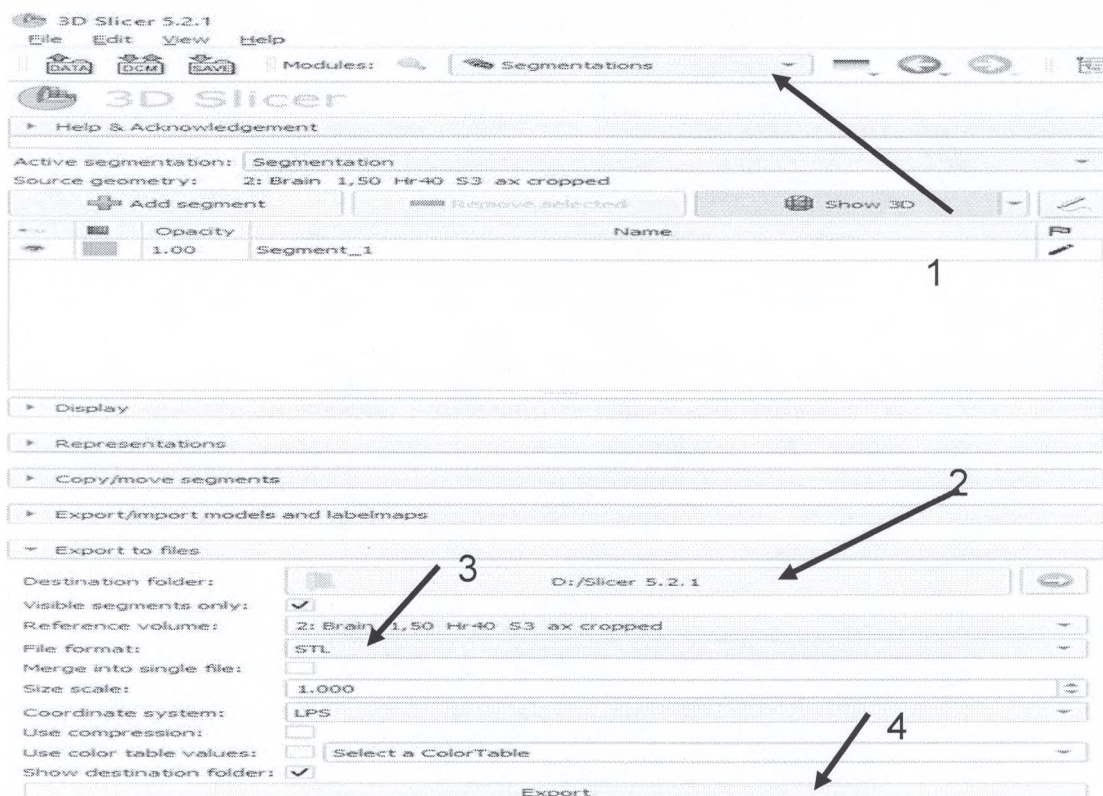 3D Slicer 5.2.1
File Edit View Help
DATA DCM SAVE Modules: Segmentations
3D Slicer
Help & Acknowledgement
Active segmentation: Segmentation
Source geometry: 2: Brain 1,50 Hr40 S3 ax cropped
Add segment Remove selected Show 3D
Opacity Name
1.00 Segment_1
1
Display
Representations
Copy/move segments
2
Export/import models and labelmaps
Export to files
3
Destination folder: D:/Slicer 5.2.1
Visible segments only:
Reference volume: 2: Brain 1,50 Hr40 S3 ax cropped
File format: STL
Merge into single file:
Size scale: 1.000
Coordinate system: LPS
4
Use compression:
Use color table values: Select a ColorTable
Show destination folder:
Export